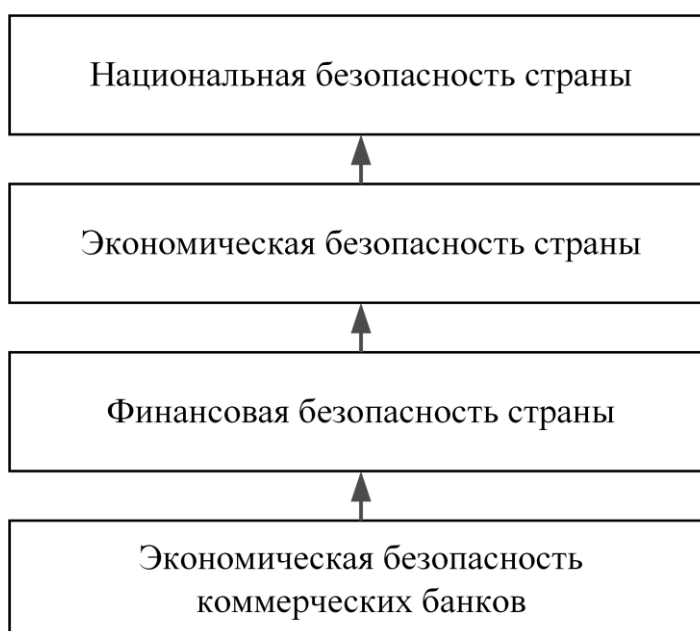 Национальная безопасность страны
Экономическая безопасность страны
Финансовая безопасность страны
Экономическая безопасность
коммерческих банков